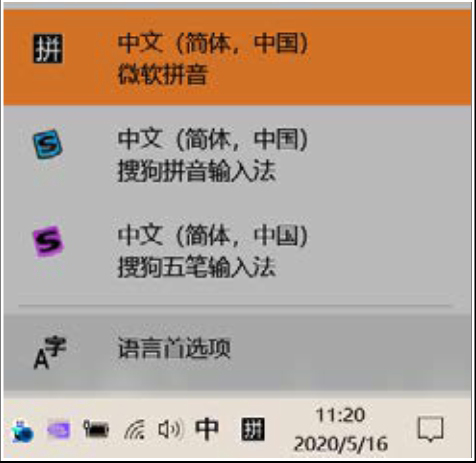 拼
中文（简体，中国）
微软拼音
中文（简体，中国）
搜狗拼音输入法
中文（简体，中国）
搜狗五笔输入法
A字
语言首选项
中 拼
11:20
2020/5/16